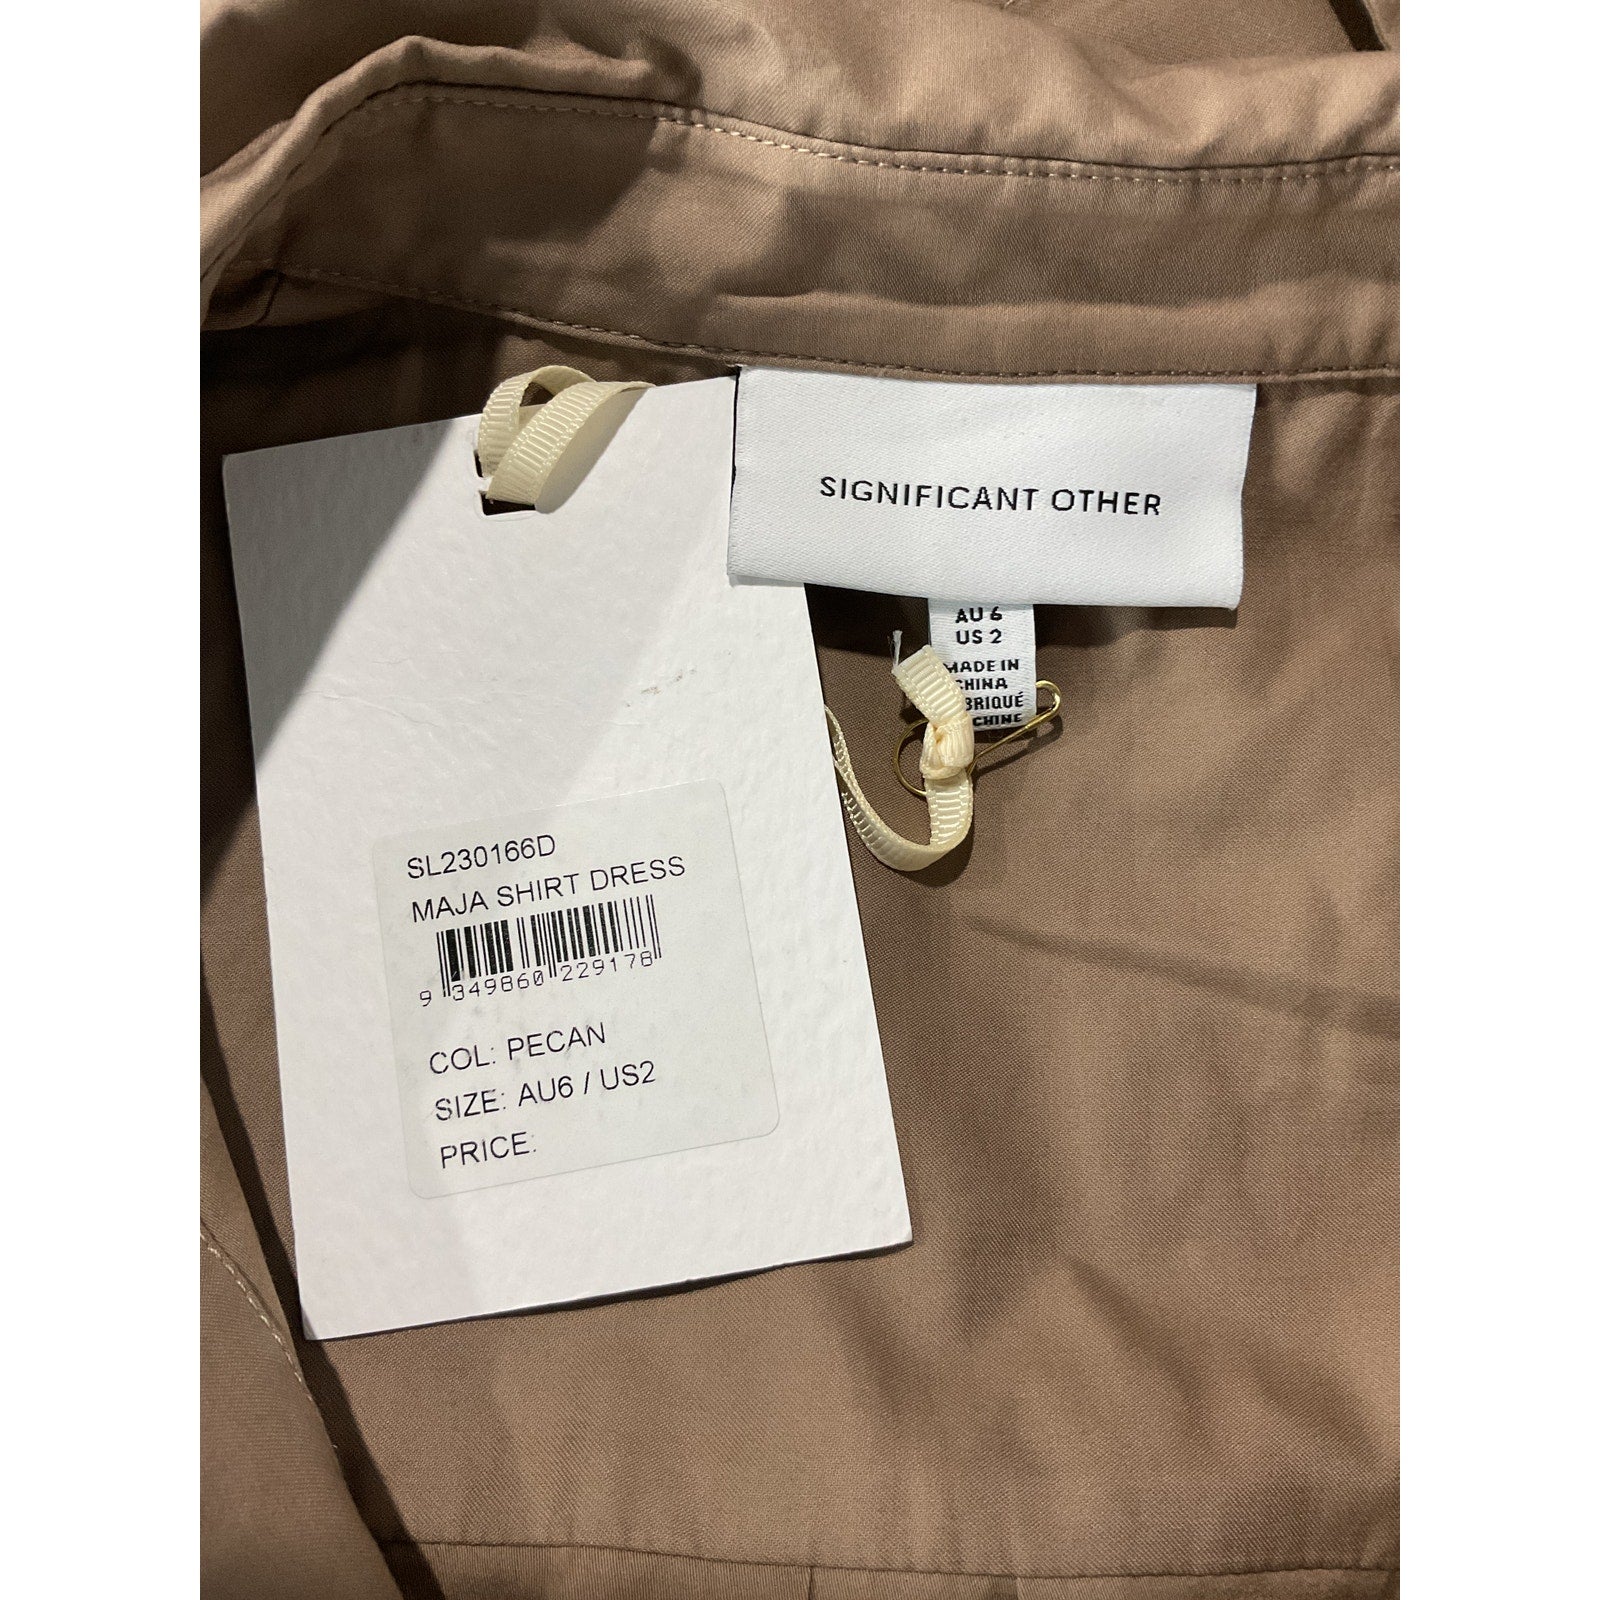 SIGNIFICANT OTHER
AU 6
US 2
MADE IN
CHINA
BRIQUÉ
CHINE
SL230166D
MAJA SHIRT DRESS
9 349860 229178
COL: PECAN
SIZE: AU6 / US2
PRICE: